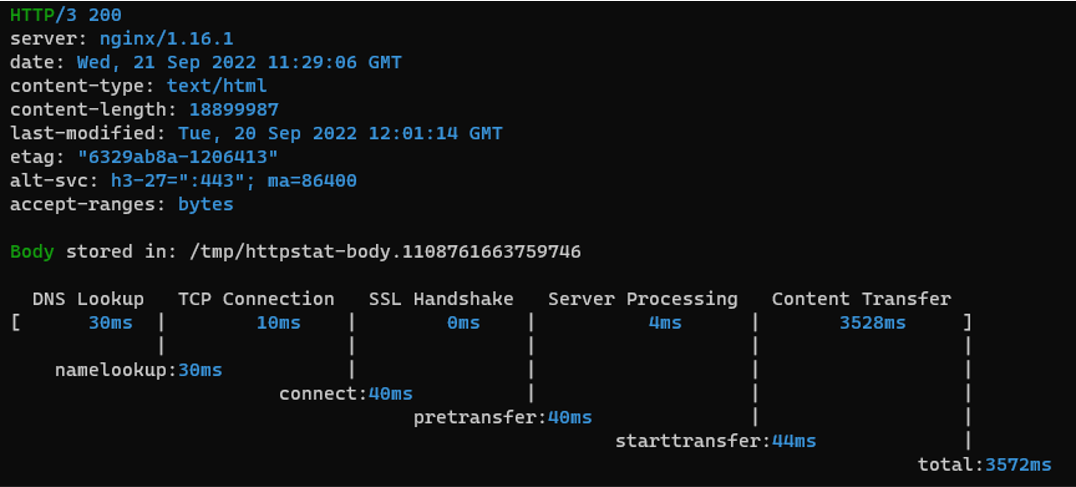 HTTP/3 200
server: nginx/1.16.1
date: Wed, 21 Sep 2022 11:29:06 GMT
content-type: text/html
content-length: 18899987
last-modified: Tue, 20 Sep 2022 12:01:14 GMT
etag: "6329ab8a-1206413"
alt-svc: h3-27=":443"; ma=86400
accept-ranges: bytes
Body stored in: /tmp/httpstat-body.1108761663759746
DNS Lookup   TCP Connection   SSL Handshake   Server Processing   Content Transfer
[      30ms  |        10ms    |        0ms    |          4ms      |       3528ms     ]
|                |               |                   |                  |
namelookup:30ms           |               |                   |                  |
connect:40ms          |                   |                  |
pretransfer:40ms              |                  |
starttransfer:44ms             |
total:3572ms